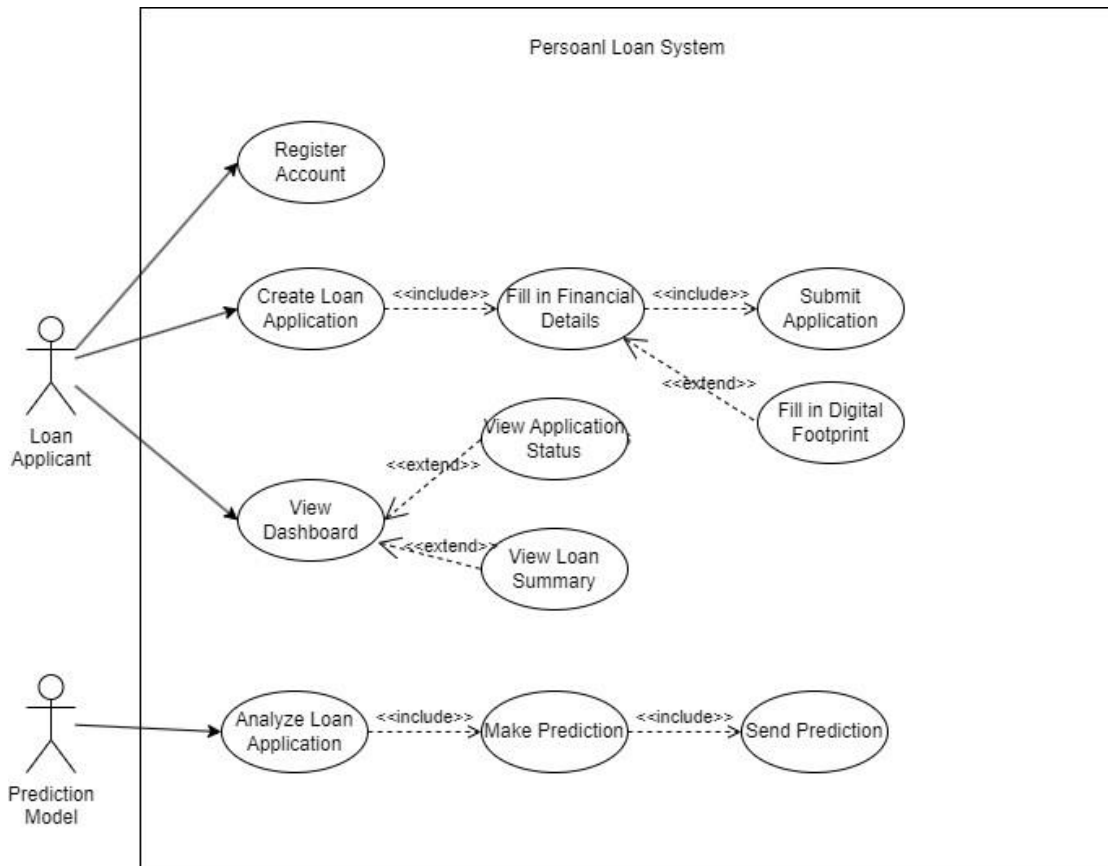 Persoanl Loan System
Register
Account
Create Loan
Application
<<include>>
Fill in Financial
Details
<<include>>
Submit
Application
<<extend>>
Fill in Digital
Footprint
Loan
Applicant
View Application
Status
<<extend>>
View
Dashboard
<<extend>>
View Loan
Summary
Prediction
Model
Analyze Loan
Application
<<include>>
Make Prediction
<<include>>
Send Prediction